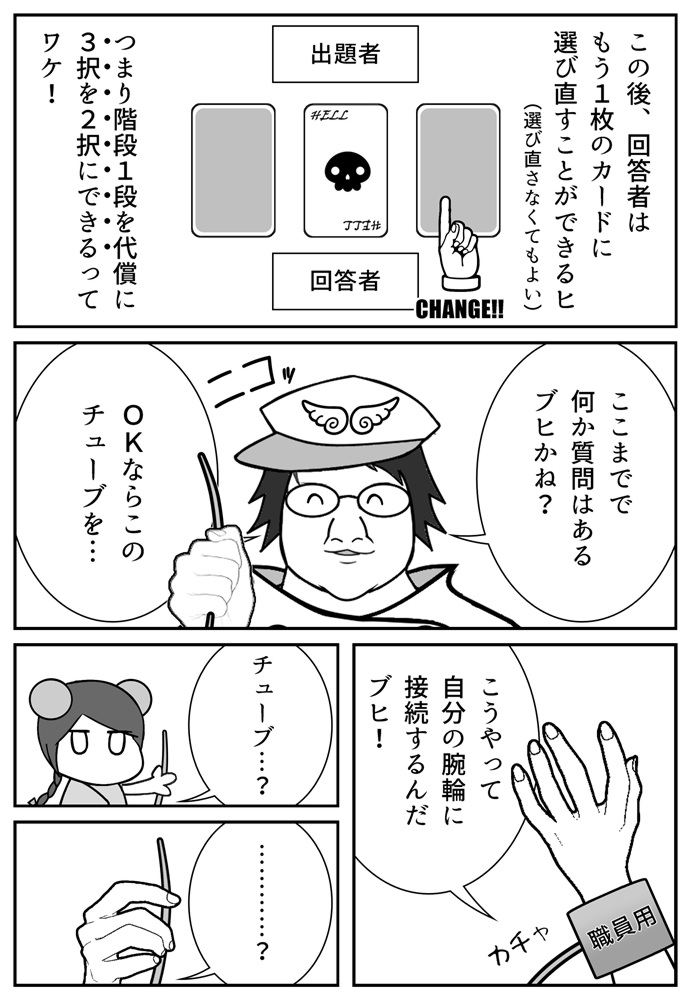 この後、回答者は
もう1枚のカードに
選び直すことができるヒ
(選び直さなくてもよい)
出題者
HELL
HELL
回答者
CHANGE!!
つまり階段1段を代償に
3択を2択にできるって
ワケ!
ここまでで
何か質問はある
ブヒかね?
ニコッ
OKならこの
チューブを…
こうやって
自分の腕輪に
接続するんだ
ブヒ!
職員用
カチャ
チューブ…?
…………?